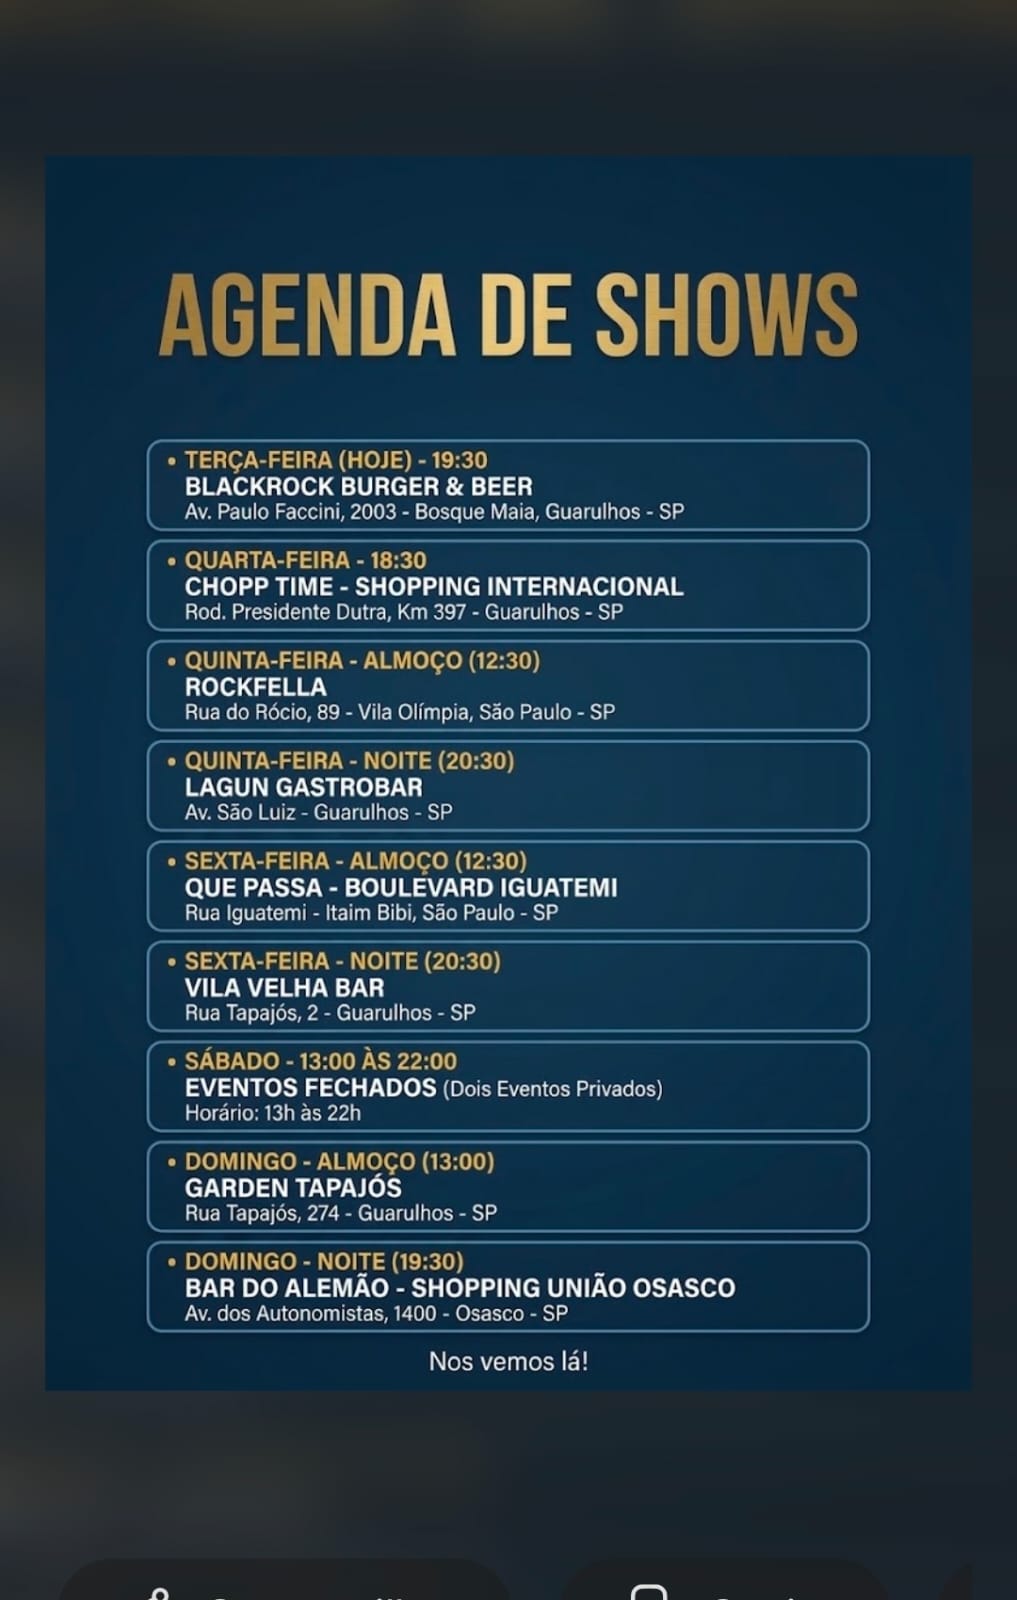 AGENDA DE SHOWS
• TERÇA-FEIRA (HOJE) - 19:30
BLACKROCK BURGER & BEER
Av. Paulo Faccini, 2003 - Bosque Maia, Guarulhos - SP
• QUARTA-FEIRA - 18:30
CHOPP TIME - SHOPPING INTERNACIONAL
Rod. Presidente Dutra, Km 397 - Guarulhos - SP
• QUINTA-FEIRA - ALMOÇO (12:30)
ROCKFELLA
Rua do Rócio, 89 - Vila Olímpia, São Paulo - SP
• QUINTA-FEIRA - NOITE (20:30)
LAGUN GASTROBAR
Av. São Luiz - Guarulhos - SP
• SEXTA-FEIRA - ALMOÇO (12:30)
QUE PASSA - BOULEVARD IGUATEMI
Rua Iguatemi - Itaim Bibi, São Paulo - SP
• SEXTA-FEIRA - NOITE (20:30)
VILA VELHA BAR
Rua Tapajós, 2 - Guarulhos - SP
• SÁBADO - 13:00 ÀS 22:00
EVENTOS FECHADOS (Dois Eventos Privados)
Horário: 13h às 22h
• DOMINGO - ALMOÇO (13:00)
GARDEN TAPAJÓS
Rua Tapajós, 274 - Guarulhos - SP
• DOMINGO - NOITE (19:30)
BAR DO ALEMÃO - SHOPPING UNIÃO OSASCO
Av. dos Autonomistas, 1400 - Osasco - SP
Nos vemos lá!